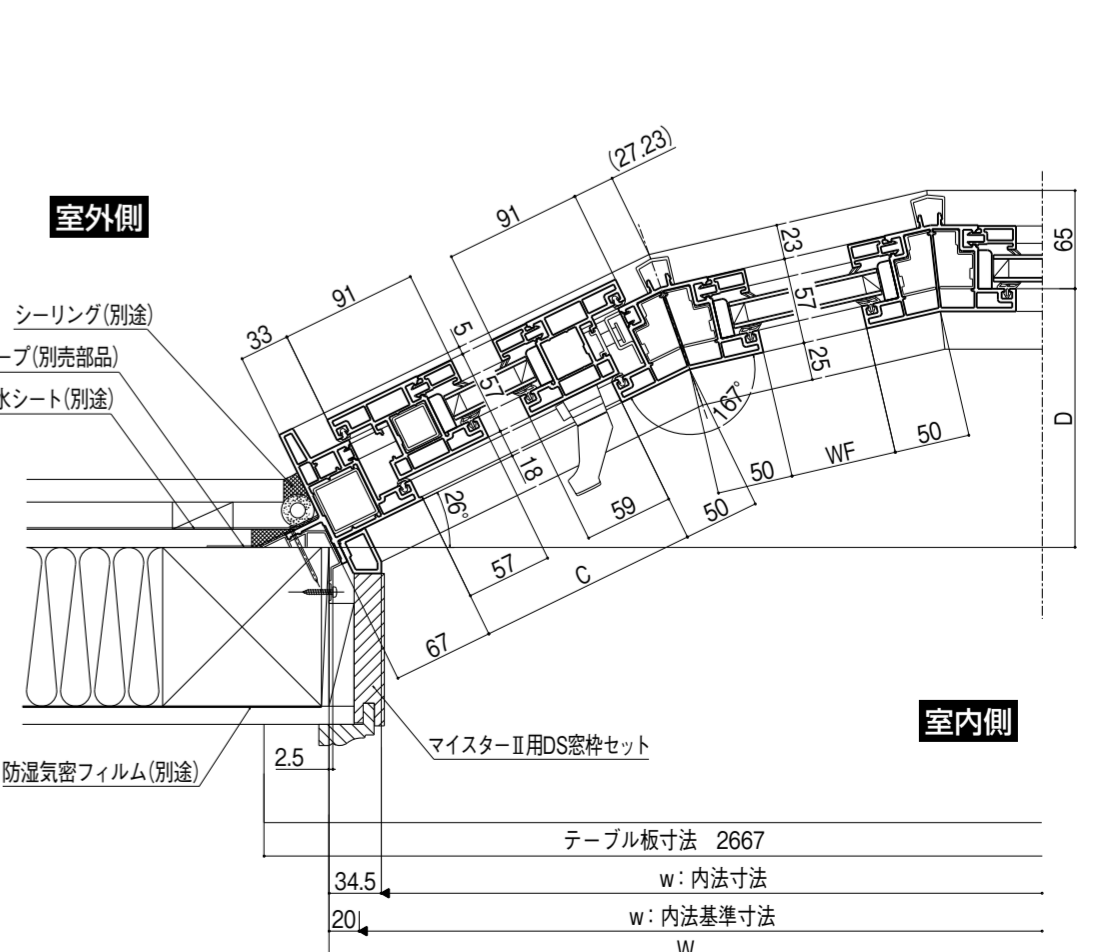 (27.23)
91
室外側
23
65
91
シーリング(別途)
5
33
57
ープ(別売部品)
57
25
水シート(別途)
167°
D
50
WF
18
50
26°
59
50
57
C
67
室内側
マイスターⅡ用DS窓枠セット
2.5
防湿気密フィルム(別途)
テーブル板寸法 2667
34.5
w：内法寸法
20
w：内法基準寸法
W